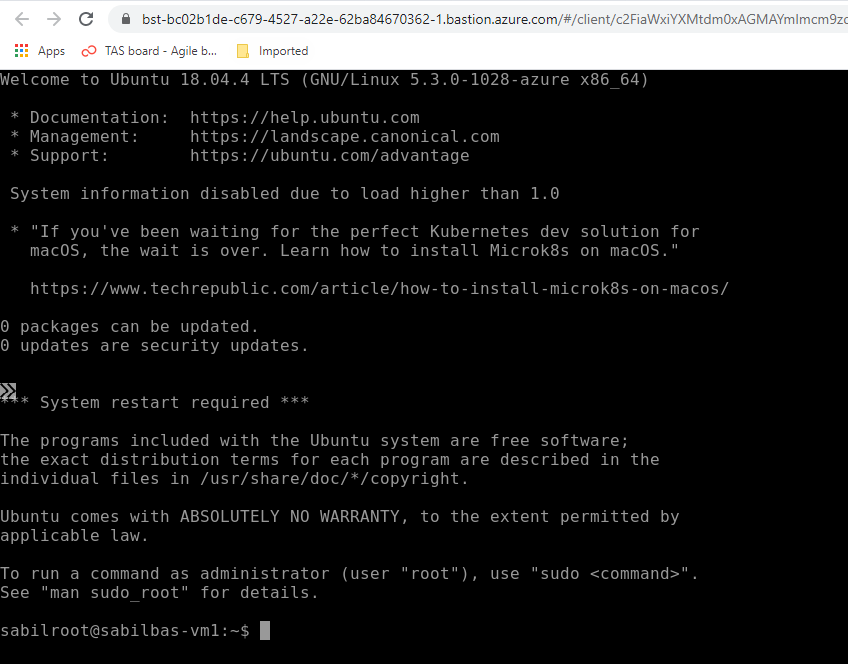 bst-bc02b1de-c679-4527-a22e-62ba84670362-1.bastion.azure.com/#/client/c2FiaWxiYXMtdm0xAGMAYmlmcm9zd
Apps TAS board - Agile b... Imported
Welcome to Ubuntu 18.04.4 LTS (GNU/Linux 5.3.0-1028-azure x86_64)
* Documentation: https://help.ubuntu.com
* Management: https://landscape.canonical.com
* Support: https://ubuntu.com/advantage
System information disabled due to load higher than 1.0
* "If you've been waiting for the perfect Kubernetes dev solution for
macOS, the wait is over. Learn how to install Microk8s on macOS."
https://www.techrepublic.com/article/how-to-install-microk8s-on-macos/
0 packages can be updated.
0 updates are security updates.
*** System restart required ***
The programs included with the Ubuntu system are free software;
the exact distribution terms for each program are described in the
individual files in /usr/share/doc/*/copyright.
Ubuntu comes with ABSOLUTELY NO WARRANTY, to the extent permitted by
applicable law.
To run a command as administrator (user "root"), use "sudo <command>".
See "man sudo_root" for details.
sabilroot@sabilbas-vm1:~$